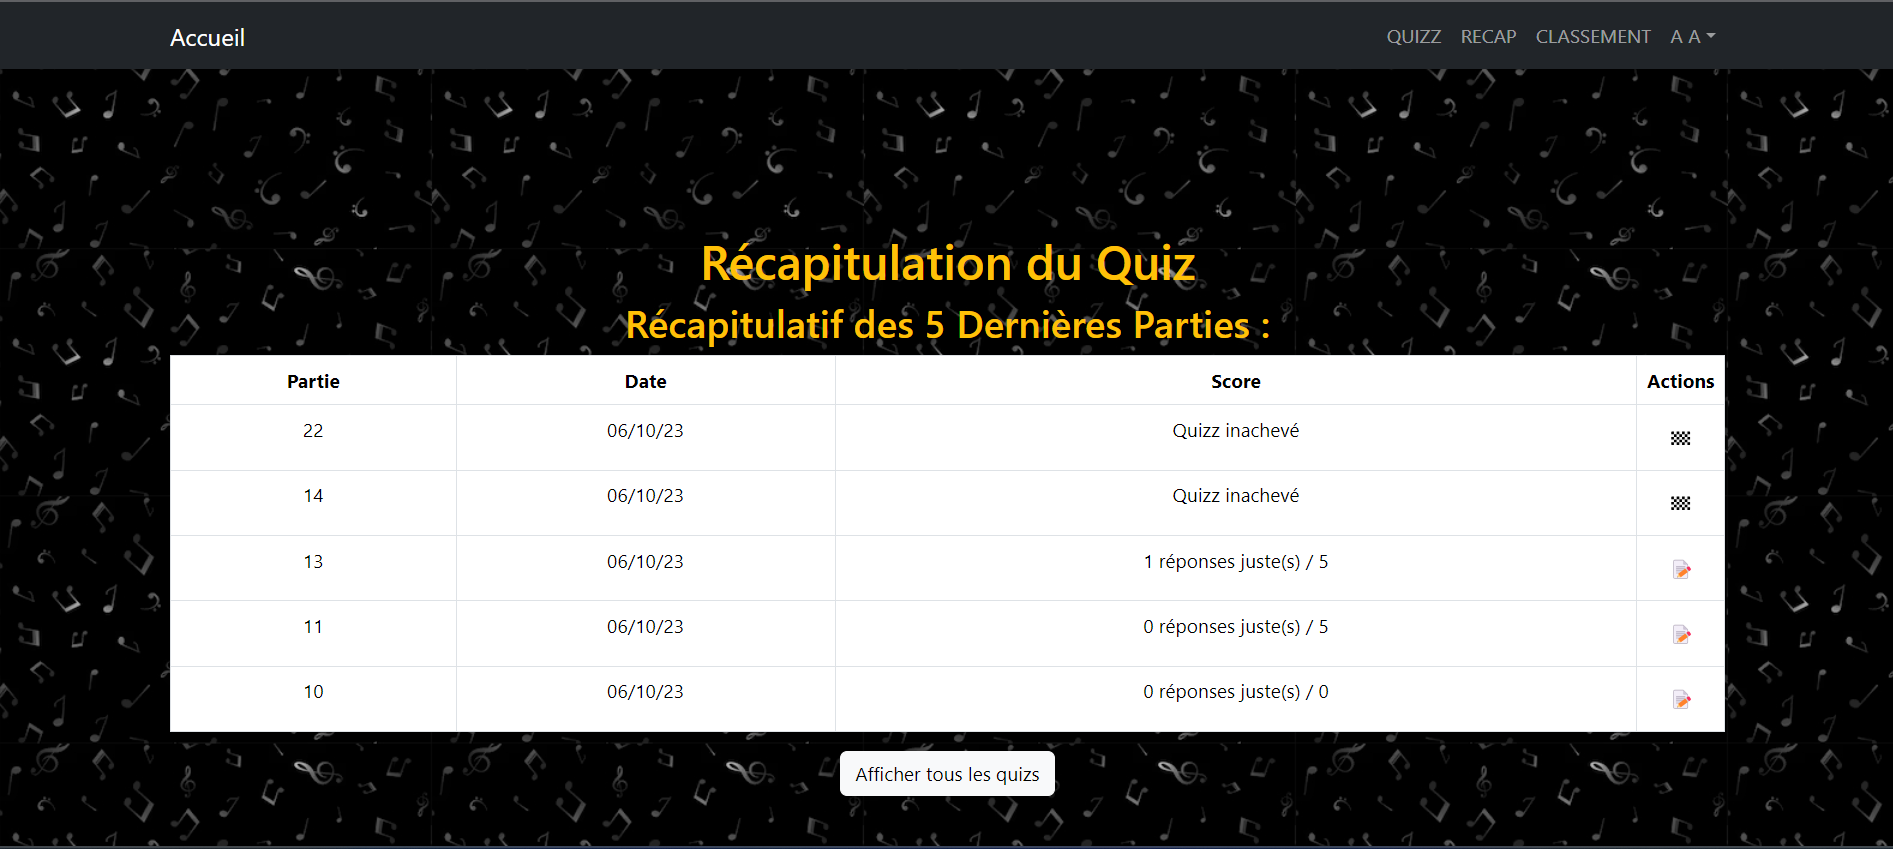 Accueil QUIZZ RECAP CLASSEMENT A A
Récapitulation du Quiz
Récapitulatif des 5 Dernières Parties :
Partie Date Score Actions
22 06/10/23 Quizz inachevé
14 06/10/23 Quizz inachevé
13 06/10/23 1 réponses juste(s) / 5
11 06/10/23 0 réponses juste(s) / 5
10 06/10/23 0 réponses juste(s) / 0
Afficher tous les quizs